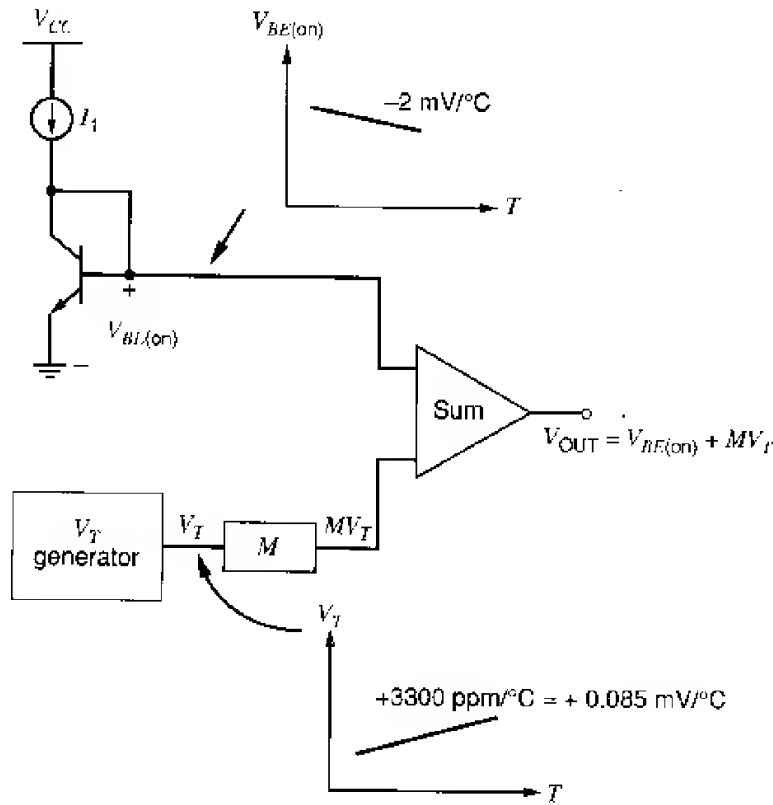 V_CC
I_1
V_BE(on)
–2 mV/°C
T
+
V_BE(on)
–
Sum
V_OUT = V_BE(on) + MV_T
V_T
generator
V_T
M
MV_T
V_T
+3300 ppm/°C = + 0.085 mV/°C
T